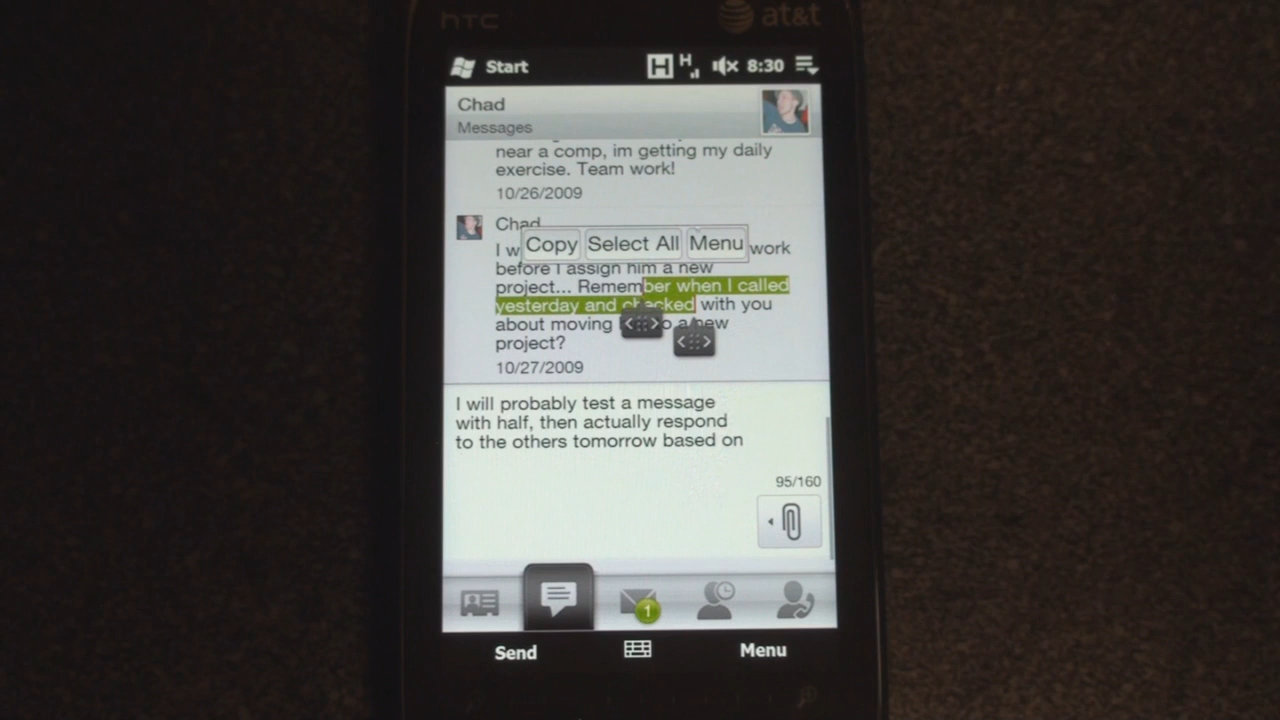 hTC at&t
Start H H 8:30
Chad
Messages
near a comp, im getting my daily
exercise. Team work!
10/26/2009
Chad
Copy Select All Menu
I w work
before I assign him a new
project... Remember when I called
yesterday and checked with you
about moving o a new
project?
10/27/2009
I will probably test a message
with half, then actually respond
to the others tomorrow based on
95/160
1
Send Menu